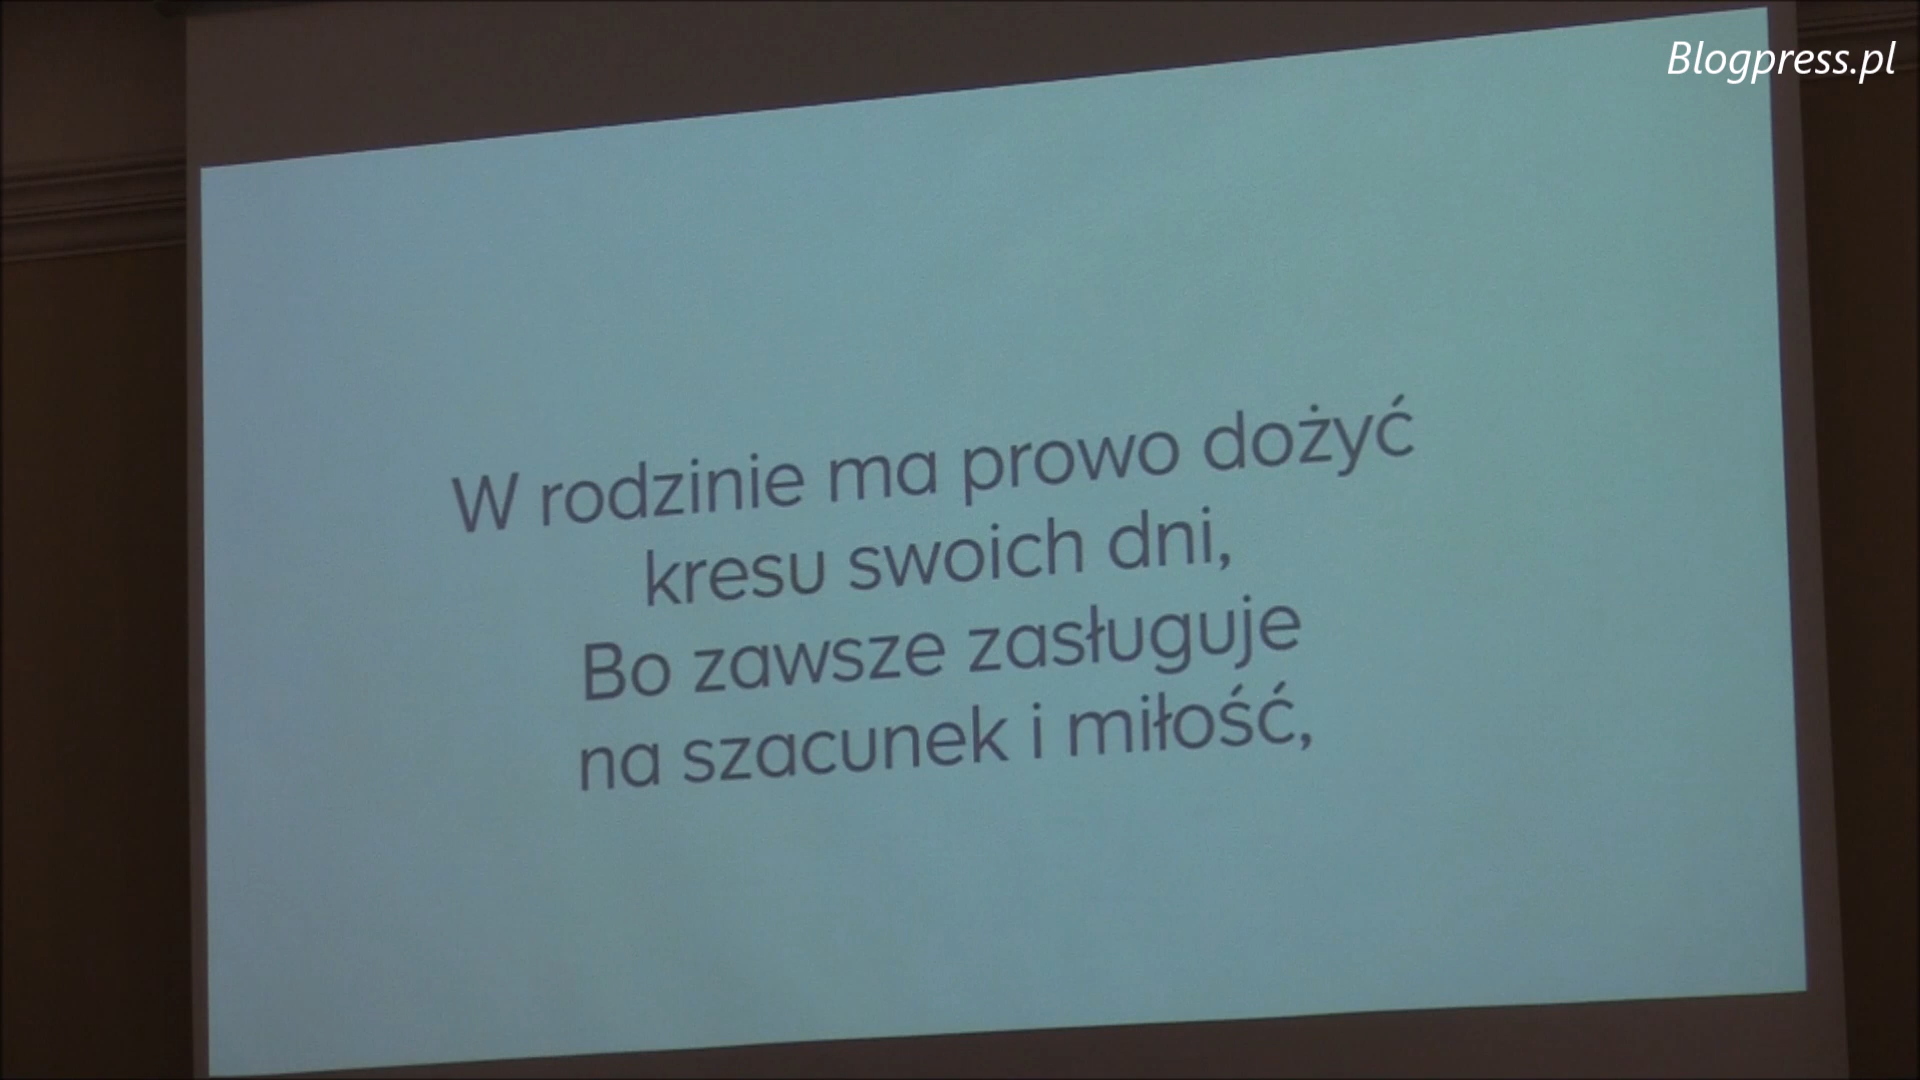 Blogpress.pl
W rodzinie ma prowo dożyć
kresu swoich dni,
Bo zawsze zasługuje
na szacunek i miłość,